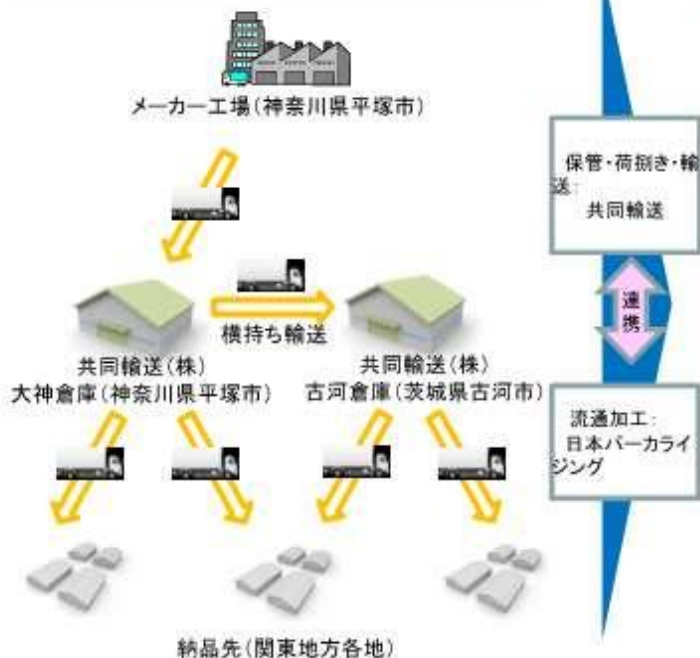 メーカー工場(神奈川県平塚市)
保管・荷捌き・輸
送:
共同輸送
横持ち輸送
連携
共同輸送(株)
大神倉庫(神奈川県平塚市)
共同輸送(株)
古河倉庫(茨城県古河市)
流通加工:
日本パーカライ
ジング
納品先(関東地方各地)